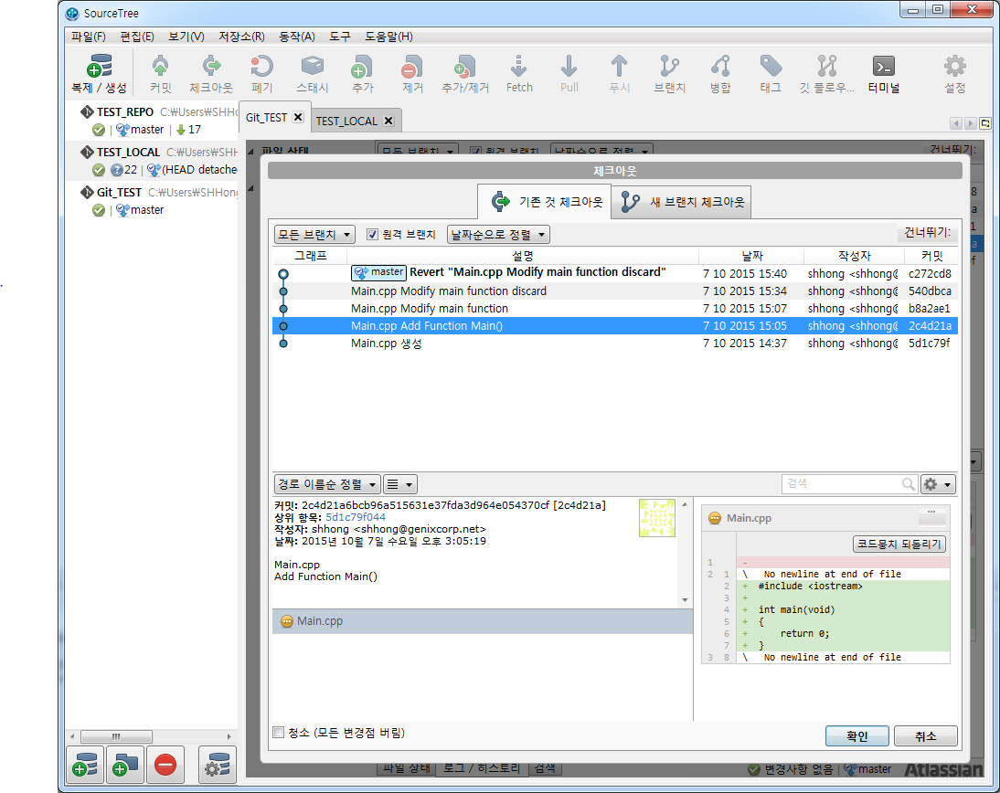 SourceTree
파일(F) 편집(E) 보기(V) 저장소(R) 동작(A) 도구 도움말(H)
복제 / 생성 커밋 체크아웃 폐기 스태시 추가 제거 추가/제거 Fetch Pull 푸시 브랜치 병합 태그 깃 플로우... 터미널 설정
TEST_REPO C:₩Users₩SHHo
master 17
TEST_LOCAL C:₩Users₩SHH
22 (HEAD detache
Git_TEST C:₩Users₩SHHong
master
Git_TEST TEST_LOCAL
파일 상태 모든 브랜치 원격 브랜치 날짜순으로 정렬 건너뛰기:
체크아웃
기존 것 체크아웃 새 브랜치 체크아웃
모든 브랜치 원격 브랜치 날짜순으로 정렬 건너뛰기:
그래프 설명 날짜 작성자 커밋
master Revert "Main.cpp Modify main function discard" 7 10 2015 15:40 shhong <shhong@ c272cd8
Main.cpp Modify main function discard 7 10 2015 15:34 shhong <shhong@ 540dbca
Main.cpp Modify main function 7 10 2015 15:07 shhong <shhong@ b8a2ae1
Main.cpp Add Function Main() 7 10 2015 15:05 shhong <shhong@ 2c4d21a
Main.cpp 생성 7 10 2015 14:37 shhong <shhong@ 5d1c79f
8
a
1
a
f
경로 이름순 정렬 검색
커밋: 2c4d21a6bcb96a515631e37fda3d964e054370cf [2c4d21a]
상위 항목: 5d1c79f044
작성자: shhong <shhong@genixcorp.net>
날짜: 2015년 10월 7일 수요일 오후 3:05:19
Main.cpp
Add Function Main()
Main.cpp
Main.cpp
코드뭉치 되돌리기
1 -
2 1 \ No newline at end of file
2 + #include <iostream>
3 +
4 + int main(void)
5 + {
6 + return 0;
7 + }
3 8 \ No newline at end of file
청소 (모든 변경점 버림)
확인 취소
파일 상태 로그 / 히스토리 검색 변경사항 없음 master Atlassian